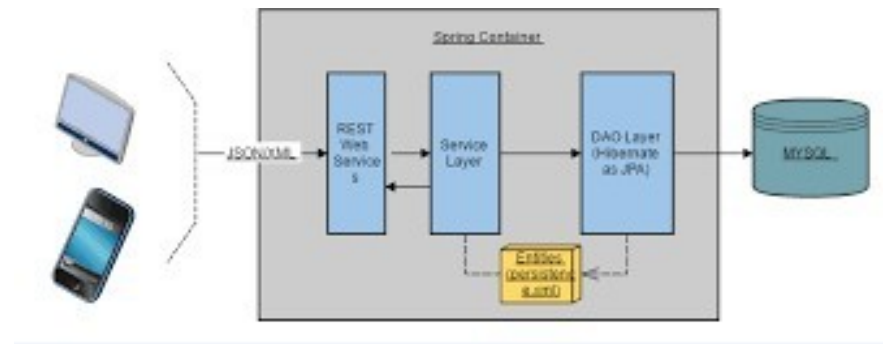 Spring Container
JSON/XML
REST
Web
Service
s
Service
Layer
DAO Layer
(Hibernate
as JPA)
MYSQL
Entities
(persistenc
e.xml)